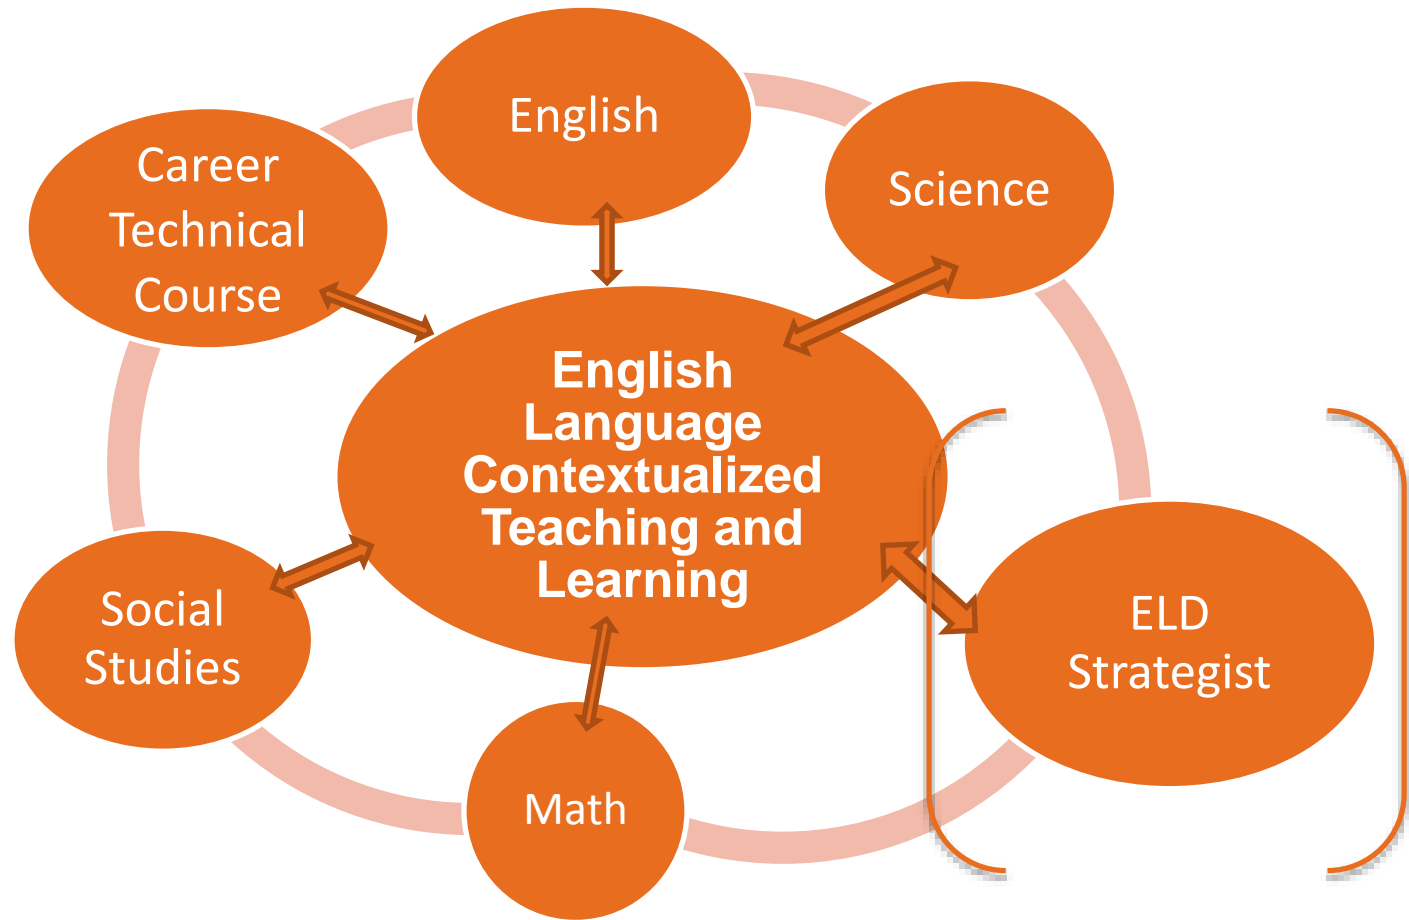 English
Science
Career
Technical
Course
English
Language
Contextualized
Teaching and
Learning
ELD
Strategist
Social
Studies
Math